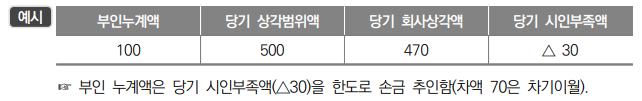 예시
부인누계액 당기 상각범위액 당기 회사상각액 당기 시인부족액
100 500 470 △ 30
☞ 부인 누계액은 당기 시인부족액(△30)을 한도로 손금 추인함(차액 70은 차기이월).